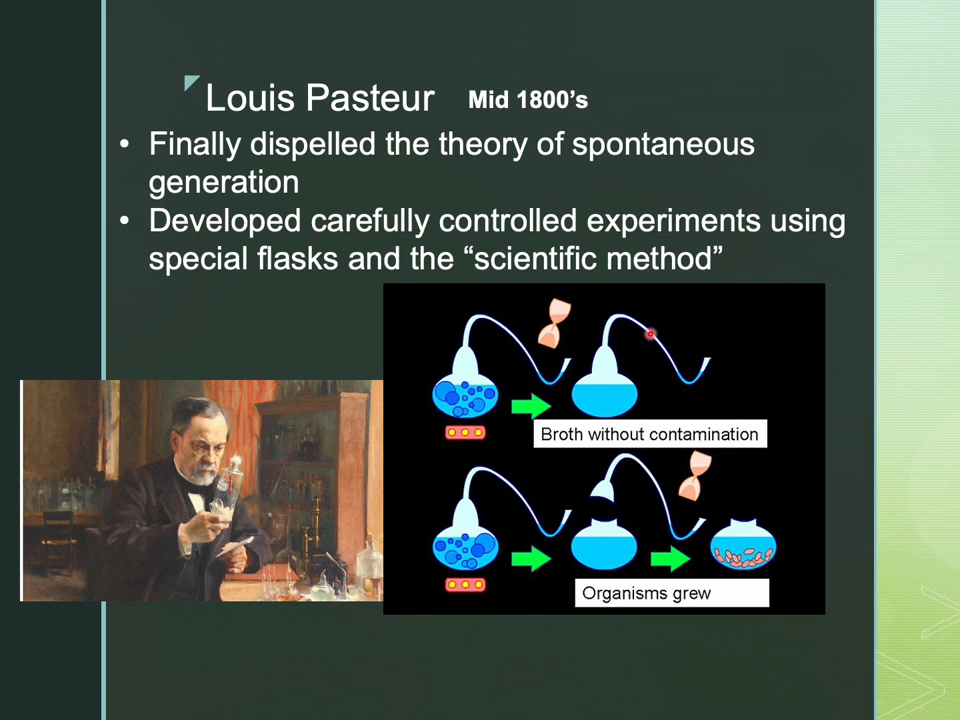 Louis Pasteur Mid 1800’s
• Finally dispelled the theory of spontaneous
generation
• Developed carefully controlled experiments using
special flasks and the “scientific method”
Broth without contamination
Organisms grew